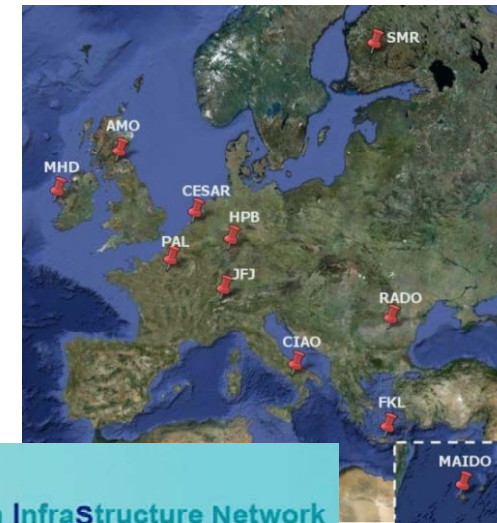 SMR
AMO
MHD
CESAR
HPB
PAL
JFJ
RADO
CIAO
FKL
MAIDO
InfraStructure Network